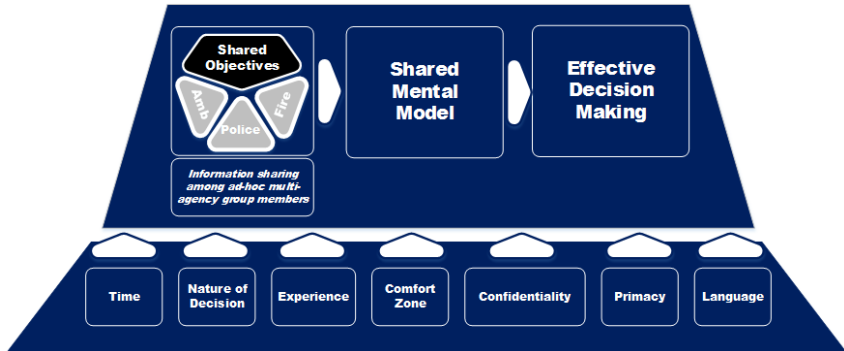 Shared
Objectives
Amb
Police
Fire
Information sharing
among ad-hoc multi-
agency group members
Shared
Mental
Model
Effective
Decision
Making
Time
Nature of
Decision
Experience
Comfort
Zone
Confidentiality
Primacy
Language